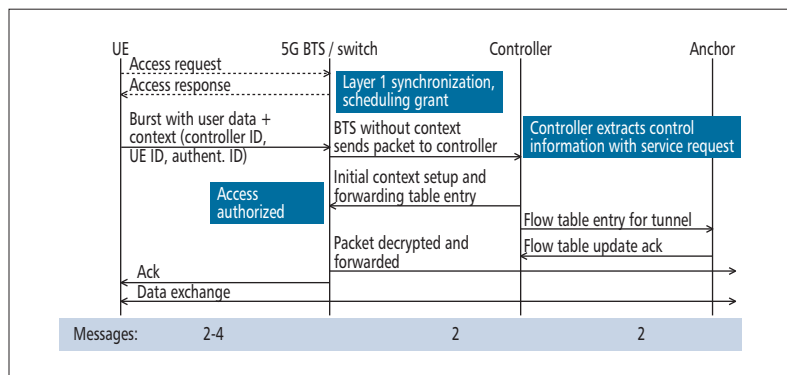 UE 5G BTS / switch Controller Anchor
Access request
Access response
Layer 1 synchronization,
scheduling grant
Burst with user data +
context (controller ID,
UE ID, authent. ID)
BTS without context
sends packet to controller
Controller extracts control
information with service request
Initial context setup and
forwarding table entry
Access
authorized
Flow table entry for tunnel
Flow table update ack
Packet decrypted and
forwarded
Ack
Data exchange
Messages: 2-4 2 2